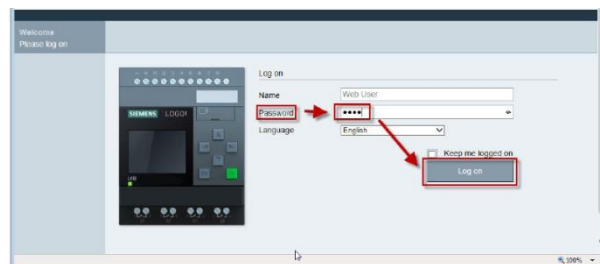 Welcome
Please log on
Log on
Name
Web User
Password
••••
Language
English
Keep me logged on
Log on
SIEMENS LOGO!
100%